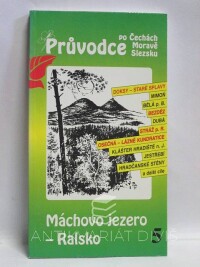 Průvodce
po Čechách
Moravě
Slezsku
DOKSY – STARÉ SPLAVY
MIMOŇ
BĚLÁ p. B.
BEZDĚZ
DUBÁ
STRÁŽ p. R.
OSEČNÁ – LÁZNĚ KUNDRATICE
KLÁŠTER HRADIŠTĚ n. J.
JESTŘEBÍ
HRADČANSKÉ STĚNY
a další cíle
Máchovo jezero
– Ralsko
5